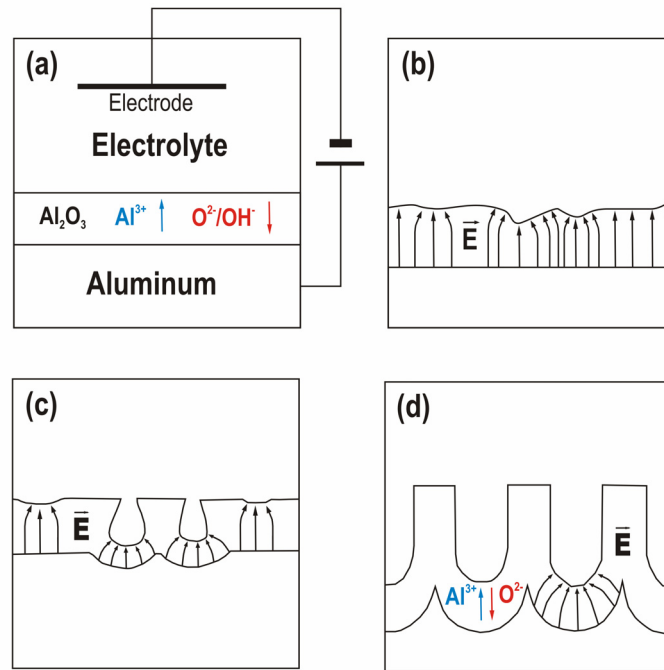 (a)
Electrode
Electrolyte
Al₂O₃ Al³⁺ O²⁻/OH⁻
Aluminum
(b)
E
(c)
E
(d)
E
Al³⁺ O²⁻